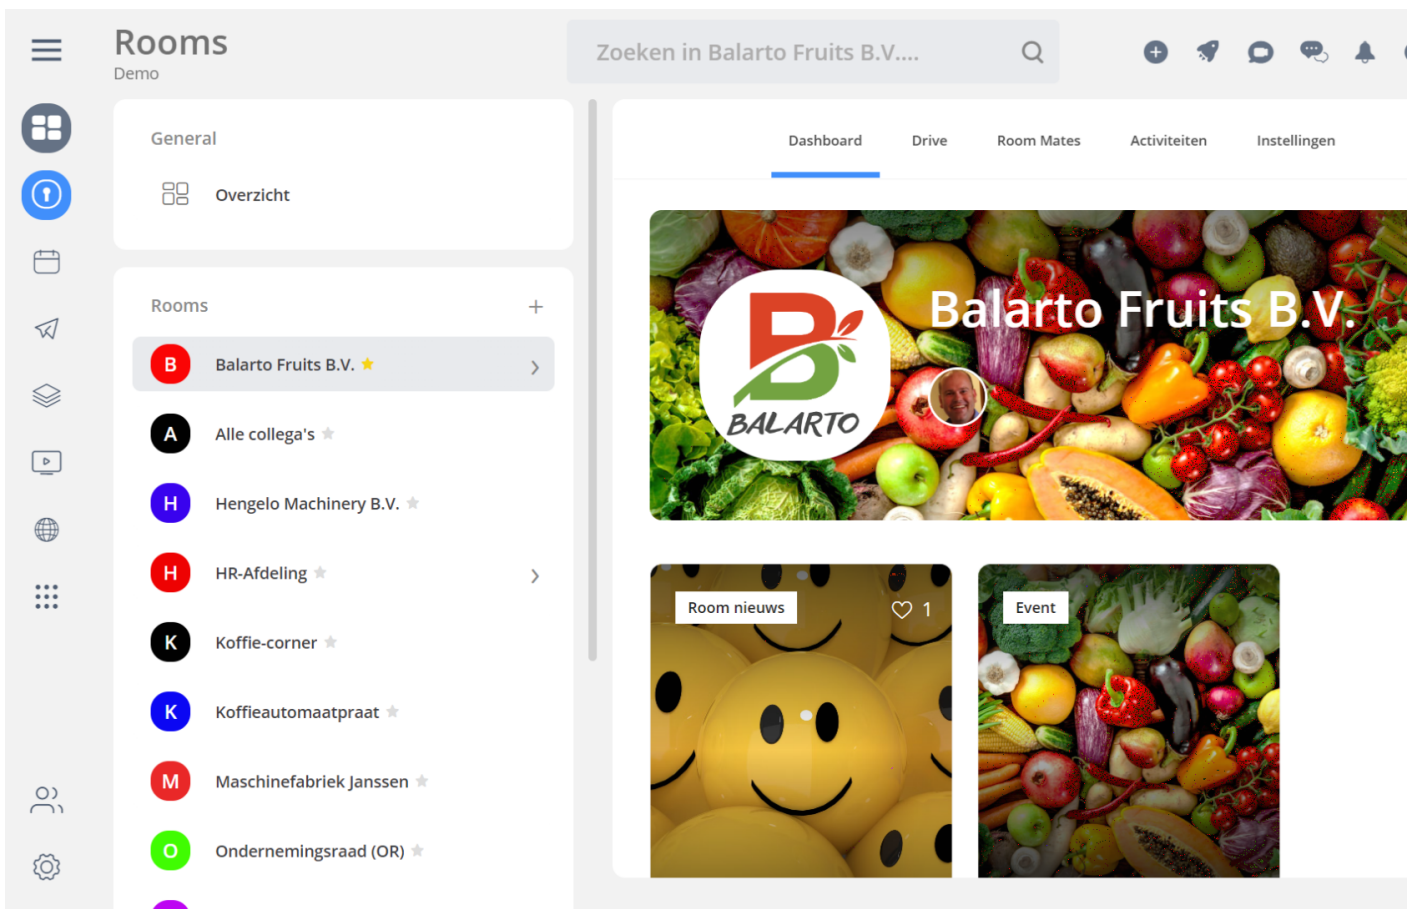 Rooms
Demo
Zoeken in Balarto Fruits B.V....
General
Overzicht
Rooms
B Balarto Fruits B.V.
A Alle collega's
H Hengelo Machinery B.V.
H HR-Afdeling
K Koffie-corner
K Koffieautomaatpraat
M Maschinefabriek Janssen
O Ondernemingsraad (OR)
Dashboard Drive Room Mates Activiteiten Instellingen
Balarto Fruits B.V.
B
BALARTO
Room nieuws 1
Event